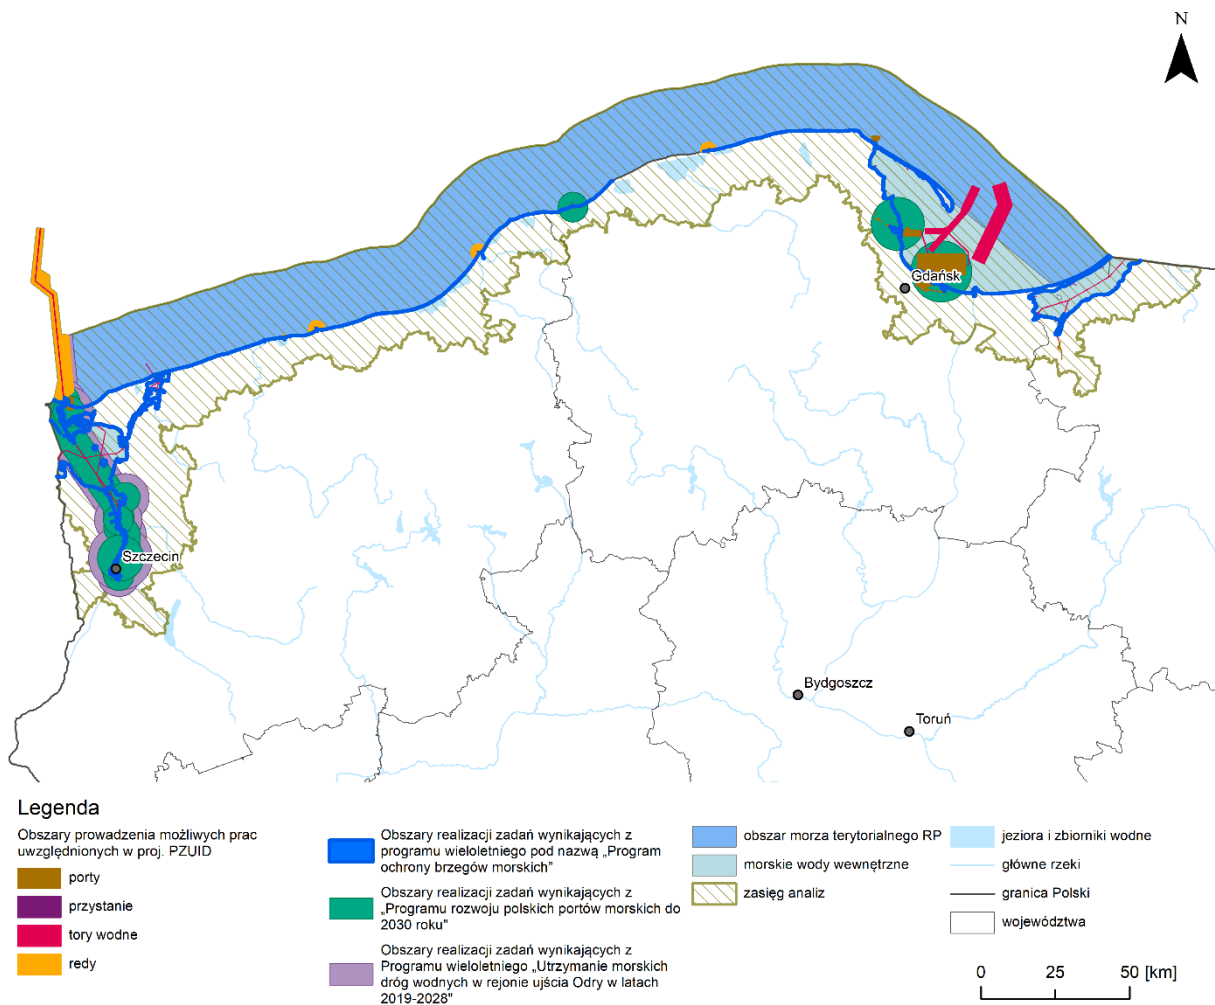 N
Gdańsk
Szczecin
Bydgoszcz
Toruń
Legenda
Obszary prowadzenia możliwych prac
uwzględnionych w proj. PZUID
porty
przystanie
tory wodne
redy
Obszary realizacji zadań wynikających z
programu wieloletniego pod nazwą „Program
ochrony brzegów morskich”
Obszary realizacji zadań wynikających z
„Programu rozwoju polskich portów morskich do
2030 roku"
Obszary realizacji zadań wynikających z
Programu wieloletniego „Utrzymanie morskich
dróg wodnych w rejonie ujścia Odry w latach
2019-2028"
obszar morza terytorialnego RP
morskie wody wewnętrzne
zasięg analiz
jeziora i zbiorniki wodne
główne rzeki
granica Polski
województwa
0 25 50 [km]